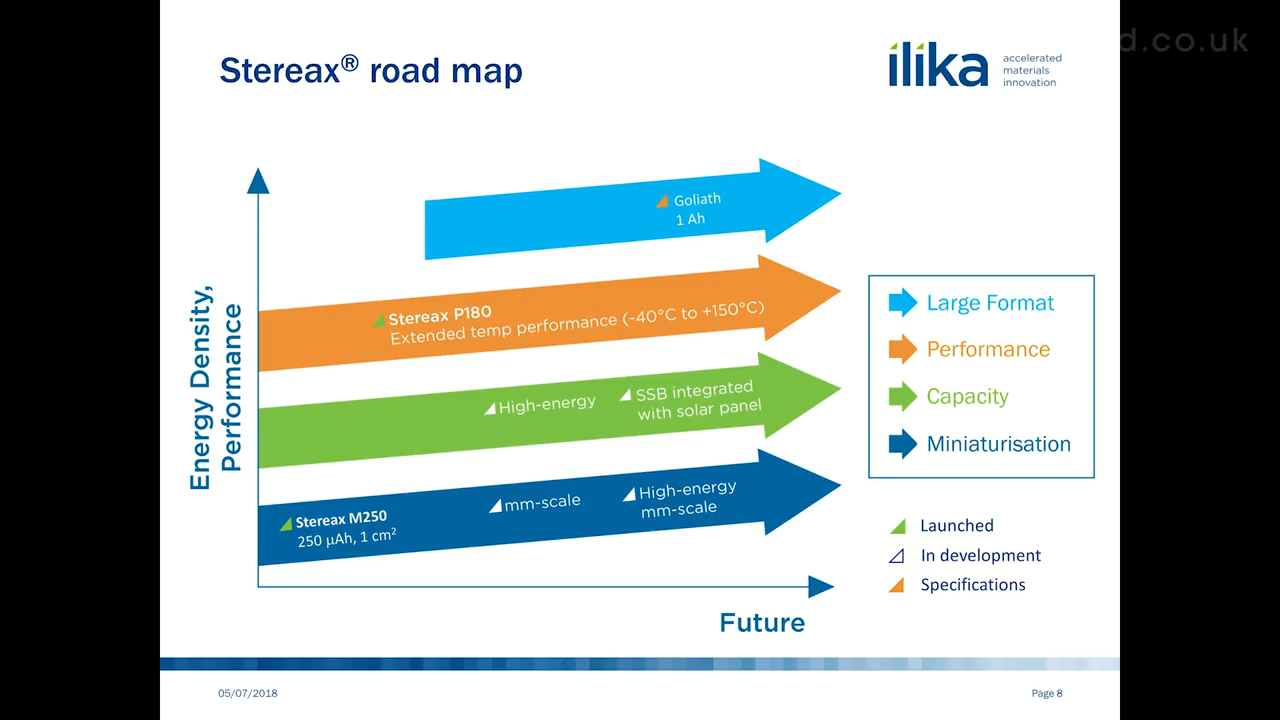 d.co.uk
Stereax® road map
ilika
accelerated
materials
innovation
Energy Density,
Performance
Goliath
1 Ah
Stereax P180
Extended temp performance (-40°C to +150°C)
High-energy
SSB integrated
with solar panel
Stereax M250
250 µAh, 1 cm²
mm-scale
High-energy
mm-scale
Future
Large Format
Performance
Capacity
Miniaturisation
Launched
In development
Specifications
05/07/2018
Page 8